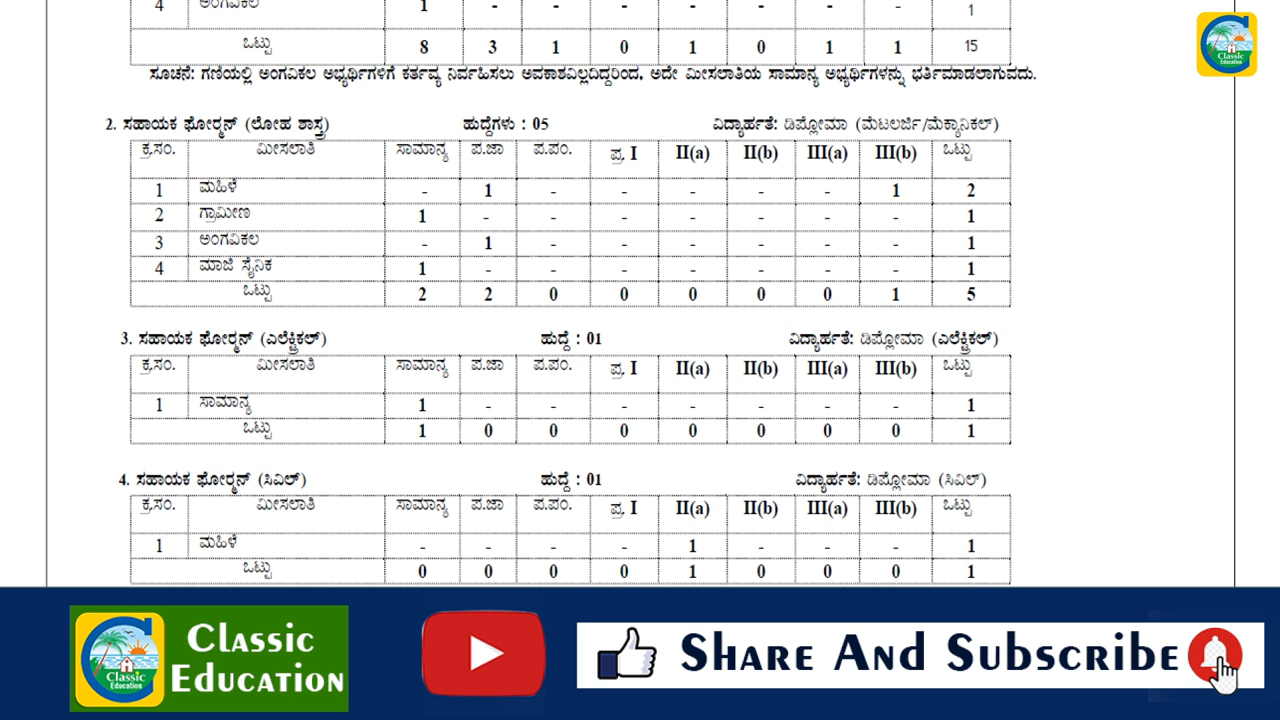 4 ಅಂಗವಿಕಲ 1 - - - - - - - 1
ಒಟ್ಟು 8 3 1 0 1 0 1 1 15
ಸೂಚನೆ: ಗಣಿಯಲ್ಲಿ ಅಂಗವಿಕಲ ಅಭ್ಯರ್ಥಿಗಳಿಗೆ ಕರ್ತವ್ಯ ನಿರ್ವಹಿಸಲು ಅವಕಾಶವಿಲ್ಲದಿದ್ದರಿಂದ, ಅದೇ ಮೀಸಲಾತಿಯ ಸಾಮಾನ್ಯ ಅಭ್ಯರ್ಥಿಗಳನ್ನು ಭರ್ತಿಮಾಡಲಾಗುವದು.
2. ಸಹಾಯಕ ಫೋರ್‍ಮನ್ (ಲೋಹ ಶಾಸ್ತ್ರ) ಹುದ್ದೆಗಳು : 05 ವಿದ್ಯಾರ್ಹತೆ: ಡಿಪ್ಲೋಮಾ (ಮೆಟಲರ್ಜಿ/ಮೆಕ್ಯಾನಿಕಲ್)
ಕ್ರ.ಸಂ. ಮೀಸಲಾತಿ ಸಾಮಾನ್ಯ ಪ.ಜಾ ಪ.ಪಂ. ಪ್ರ. I II(a) II(b) III(a) III(b) ಒಟ್ಟು
1 ಮಹಿಳೆ - 1 - - - - - 1 2
2 ಗ್ರಾಮೀಣ 1 - - - - - - - 1
3 ಅಂಗವಿಕಲ - 1 - - - - - - 1
4 ಮಾಜಿ ಸೈನಿಕ 1 - - - - - - - 1
ಒಟ್ಟು 2 2 0 0 0 0 0 1 5
3. ಸಹಾಯಕ ಫೋರ್‍ಮನ್ (ಎಲೆಕ್ಟ್ರಿಕಲ್) ಹುದ್ದೆ : 01 ವಿದ್ಯಾರ್ಹತೆ: ಡಿಪ್ಲೋಮಾ (ಎಲೆಕ್ಟ್ರಿಕಲ್)
ಕ್ರ.ಸಂ. ಮೀಸಲಾತಿ ಸಾಮಾನ್ಯ ಪ.ಜಾ ಪ.ಪಂ. ಪ್ರ. I II(a) II(b) III(a) III(b) ಒಟ್ಟು
1 ಸಾಮಾನ್ಯ 1 - - - - - - - 1
ಒಟ್ಟು 1 0 0 0 0 0 0 0 1
4. ಸಹಾಯಕ ಫೋರ್‍ಮನ್ (ಸಿವಿಲ್) ಹುದ್ದೆ : 01 ವಿದ್ಯಾರ್ಹತೆ: ಡಿಪ್ಲೋಮಾ (ಸಿವಿಲ್)
ಕ್ರ.ಸಂ. ಮೀಸಲಾತಿ ಸಾಮಾನ್ಯ ಪ.ಜಾ ಪ.ಪಂ. ಪ್ರ. I II(a) II(b) III(a) III(b) ಒಟ್ಟು
1 ಮಹಿಳೆ - - - - 1 - - - 1
ಒಟ್ಟು 0 0 0 0 1 0 0 0 1
Classic
Education
Classic
Education
Classic
Education
Share And Subscribe